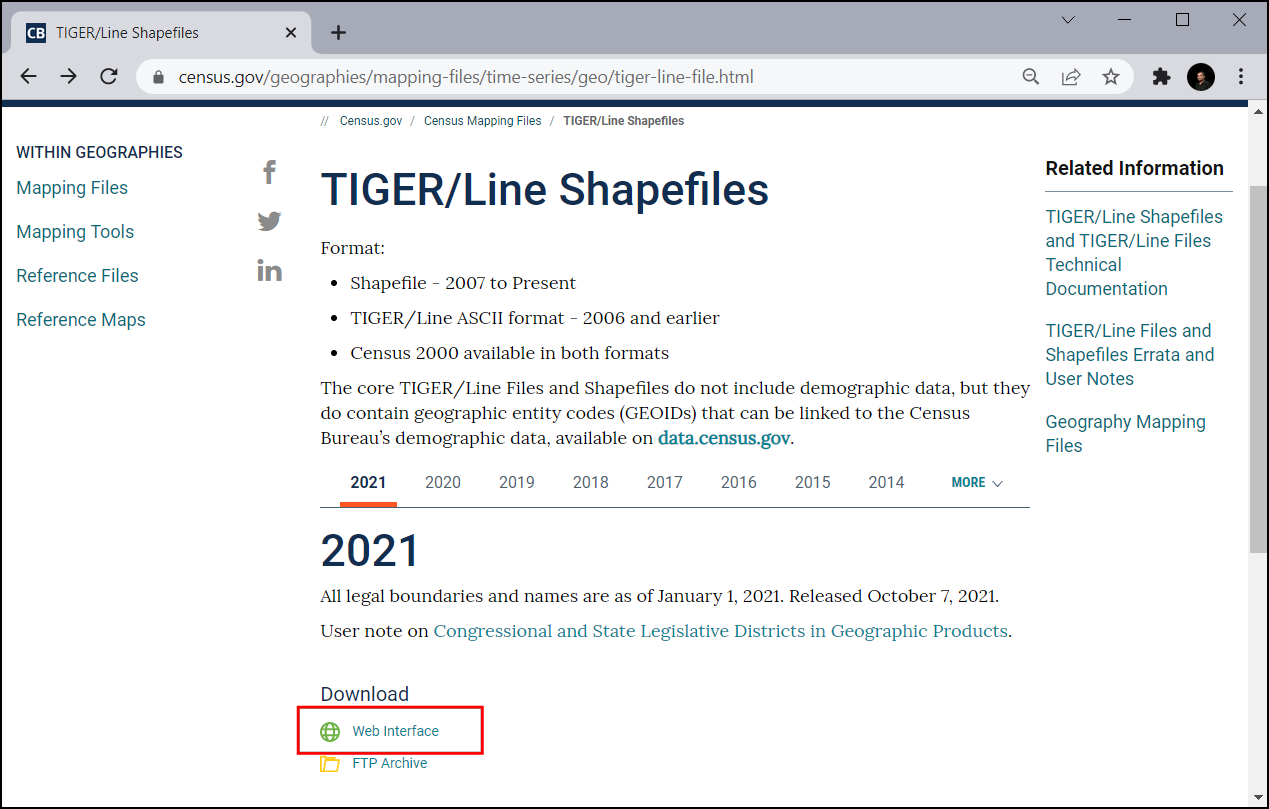 CB TIGER/Line Shapefiles
census.gov/geographies/mapping-files/time-series/geo/tiger-line-file.html
// Census.gov / Census Mapping Files / TIGER/Line Shapefiles
WITHIN GEOGRAPHIES
Mapping Files
Mapping Tools
Reference Files
Reference Maps
f
in
TIGER/Line Shapefiles
Format:
• Shapefile - 2007 to Present
• TIGER/Line ASCII format - 2006 and earlier
• Census 2000 available in both formats
The core TIGER/Line Files and Shapefiles do not include demographic data, but they
do contain geographic entity codes (GEOIDs) that can be linked to the Census
Bureau's demographic data, available on data.census.gov.
2021 2020 2019 2018 2017 2016 2015 2014 MORE
2021
All legal boundaries and names are as of January 1, 2021. Released October 7, 2021.
User note on Congressional and State Legislative Districts in Geographic Products.
Download
Web Interface
FTP Archive
Related Information
TIGER/Line Shapefiles
and TIGER/Line Files
Technical
Documentation
TIGER/Line Files and
Shapefiles Errata and
User Notes
Geography Mapping
Files